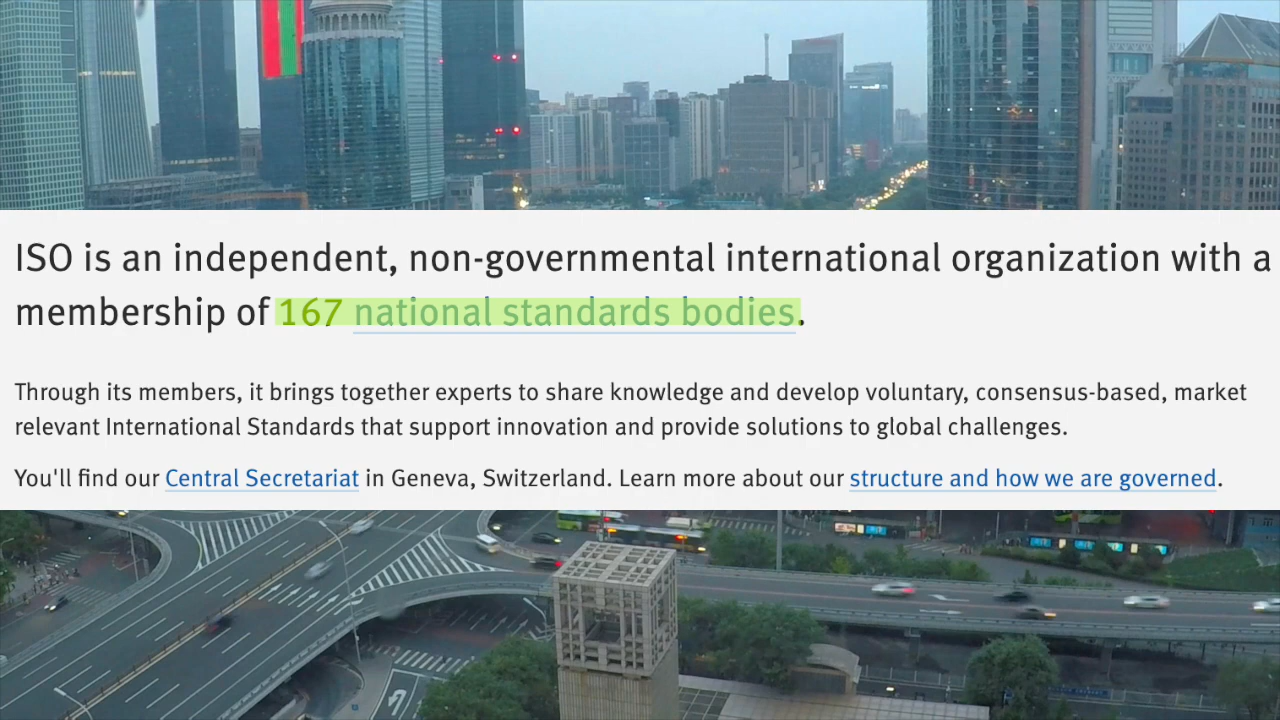 ISO is an independent, non-governmental international organization with a
membership of 167 national standards bodies.
Through its members, it brings together experts to share knowledge and develop voluntary, consensus-based, market
relevant International Standards that support innovation and provide solutions to global challenges.
You'll find our Central Secretariat in Geneva, Switzerland. Learn more about our structure and how we are governed.